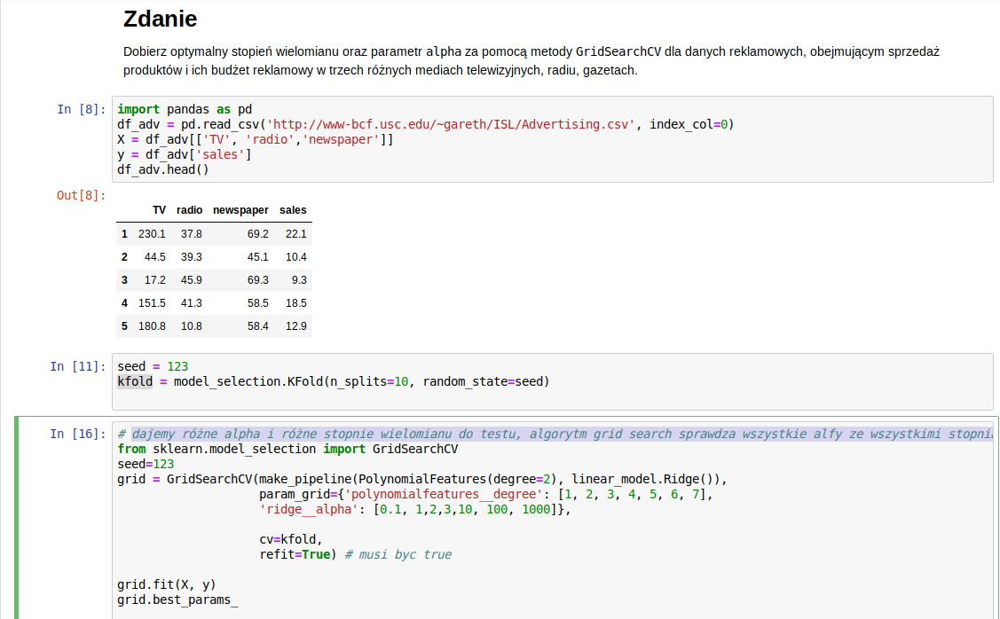 Zdanie
Dobierz optymalny stopień wielomianu oraz parametr alpha za pomocą metody GridSearchCV dla danych reklamowych, obejmującym sprzedaż
produktów i ich budżet reklamowy w trzech różnych mediach telewizyjnych, radiu, gazetach.
In [8]: import pandas as pd
df_adv = pd.read_csv('http://www-bcf.usc.edu/~gareth/ISL/Advertising.csv', index_col=0)
X = df_adv[['TV', 'radio','newspaper']]
y = df_adv['sales']
df_adv.head()
Out[8]:
TV radio newspaper sales
1 230.1 37.8 69.2 22.1
2 44.5 39.3 45.1 10.4
3 17.2 45.9 69.3 9.3
4 151.5 41.3 58.5 18.5
5 180.8 10.8 58.4 12.9
In [11]: seed = 123
kfold = model_selection.KFold(n_splits=10, random_state=seed)
In [16]: # dajemy różne alpha i różne stopnie wielomianu do testu, algorytm grid search sprawdza wszystkie alfy ze wszystkimi
from sklearn.model_selection import GridSearchCV
seed=123
grid = GridSearchCV(make_pipeline(PolynomialFeatures(degree=2), linear_model.Ridge()),
param_grid={'polynomialfeatures__degree': [1, 2, 3, 4, 5, 6, 7],
'ridge__alpha': [0.1, 1,2,3,10, 100, 1000]},
cv=kfold,
refit=True) # musi byc true
grid.fit(X, y)
grid.best_params_